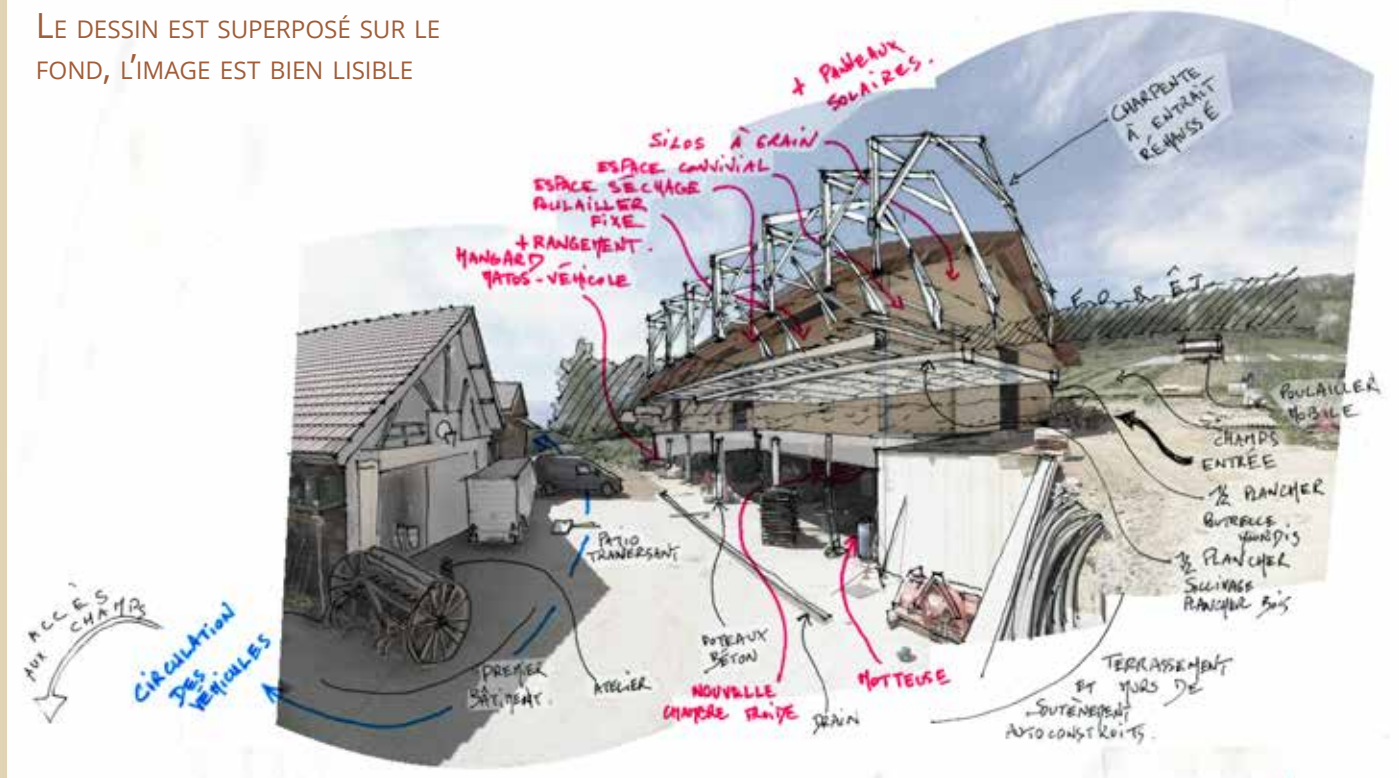 LE DESSIN EST SUPERPOSÉ SUR LE
FOND, L'IMAGE EST BIEN LISIBLE
+ PANNEAUX
SOLAIRES.
CHARPENTE
À ENTRAIT
RÉHAUSSÉ
SILOS À GRAIN
ESPACE CONVIVIAL
ESPACE SÉCHAGE
POULAILLER
FIXE
+ RANGEMENT.
HANGARD
MATOS-VÉHICULE
FORÊT
POULAILLER
MOBILE
CHAMPS
ENTRÉE
1/2 PLANCHER
1/2 PLANCHER
PLANCHER BOIS
PATIO
TRAVERSANT
ACCÈS
AUX CHAMPS
CIRCULATION
DES
VÉHICULES
PREMIER
BÂTIMENT.
ATELIER
POTEAUX
BÉTON
NOUVELLE
CHAMBRE FROIDE
DRAIN
MOTTEUSE
TERRASSEMENT
ET MURS DE
SOUTÈNEMENT
AUTOCONSTRUITS.